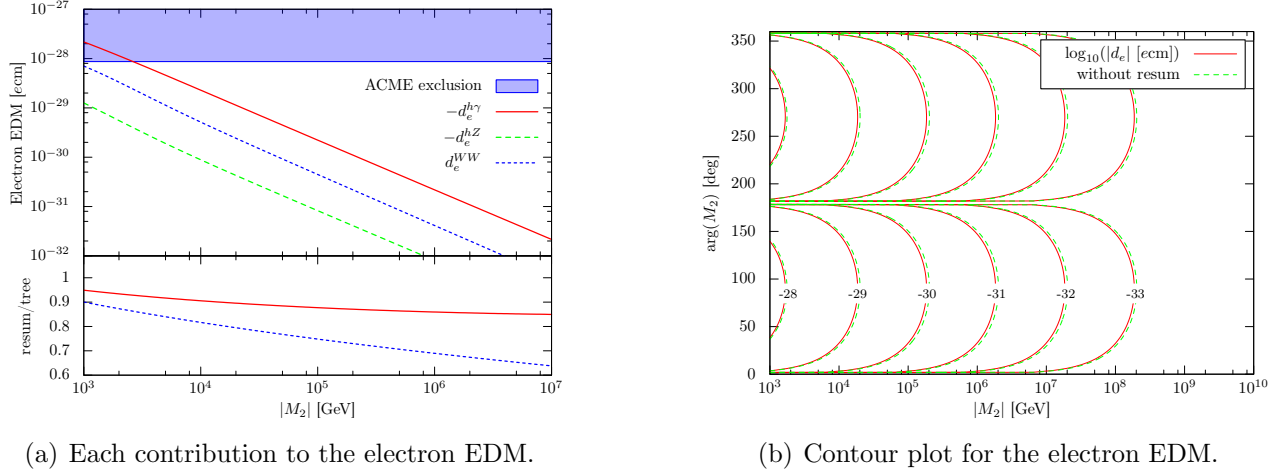 10^-27
10^-28
10^-29
10^-30
10^-31
10^-32
Electron EDM [ecm]
ACME exclusion
−d_e^{hγ}
−d_e^{hZ}
d_e^{WW}
1
0.9
0.8
0.7
0.6
resum/tree
10^3 10^4 10^5 10^6 10^7
|M_2| [GeV]
(a) Each contribution to the electron EDM.
350
300
250
200
150
100
50
0
arg(M_2) [deg]
log_10(|d_e| [ecm])
without resum
-28 -29 -30 -31 -32 -33
10^3 10^4 10^5 10^6 10^7 10^8 10^9 10^10
|M_2| [GeV]
(b) Contour plot for the electron EDM.